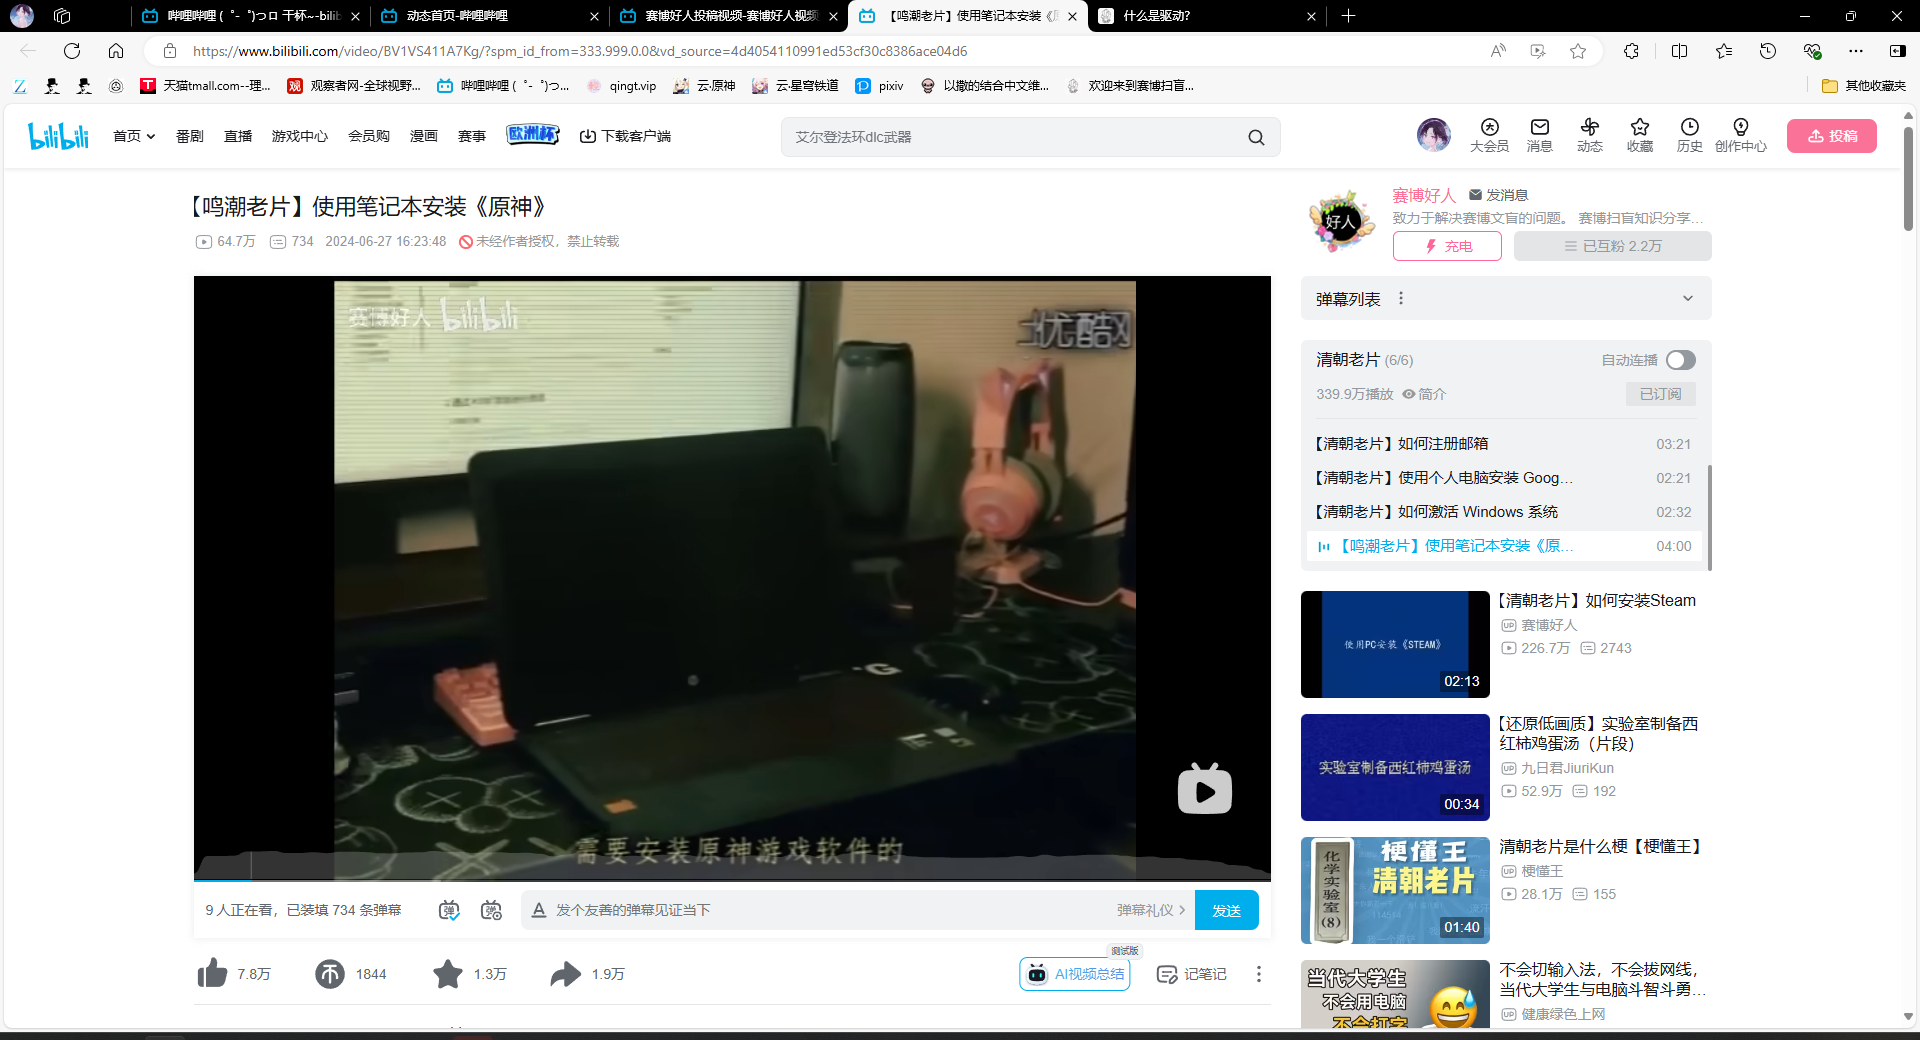 哔哩哔哩 (゜-゜)つロ 干杯~-bili
动态首页-哔哩哔哩
赛博好人投稿视频-赛博好人视频
【鸣潮老片】使用笔记本安装《原
什么是驱动?
https://www.bilibili.com/video/BV1VS411A7Kg/?spm_id_from=333.999.0.0&vd_source=4d4054110991ed53cf30c8386ace04d6
天猫tmall.com--理...
观察者网-全球视野...
哔哩哔哩 (゜-゜)つ...
qingt.vip
云·原神
云·星穹铁道
pixiv
以撒的结合中文维...
欢迎来到赛博扫盲...
其他收藏夹
bilibili
首页
番剧
直播
游戏中心
会员购
漫画
赛事
欧洲杯
下载客户端
艾尔登法环dlc武器
大会员
消息
动态
收藏
历史
创作中心
投稿
【鸣潮老片】使用笔记本安装《原神》
64.7万
734
2024-06-27 16:23:48
未经作者授权，禁止转载
好人
赛博好人
发消息
致力于解决赛博文盲的问题。 赛博扫盲知识分享...
充电
已互粉 2.2万
赛博好人 bilibili
优酷网
需要安装原神游戏软件的
9 人正在看，已装填 734 条弹幕
发个友善的弹幕见证当下
弹幕礼仪
发送
7.8万
1844
1.3万
1.9万
测试版
AI视频总结
记笔记
弹幕列表
清朝老片 (6/6)
自动连播
339.9万播放
简介
已订阅
【清朝老片】如何注册邮箱
03:21
【清朝老片】使用个人电脑安装 Goog...
02:21
【清朝老片】如何激活 Windows 系统
02:32
【鸣潮老片】使用笔记本安装《原...
04:00
使用PC安装《STEAM》
02:13
【清朝老片】如何安装Steam
赛博好人
226.7万
2743
实验室制备西红柿鸡蛋汤
00:34
【还原低画质】实验室制备西
红柿鸡蛋汤（片段）
九日君JiuriKun
52.9万
192
化学实验室(8)
梗懂王
清朝老片
01:40
清朝老片是什么梗【梗懂王】
梗懂王
28.1万
155
当代大学生
不会用电脑
不会打字
不会切输入法，不会拔网线，
当代大学生与电脑斗智斗勇...
健康绿色上网